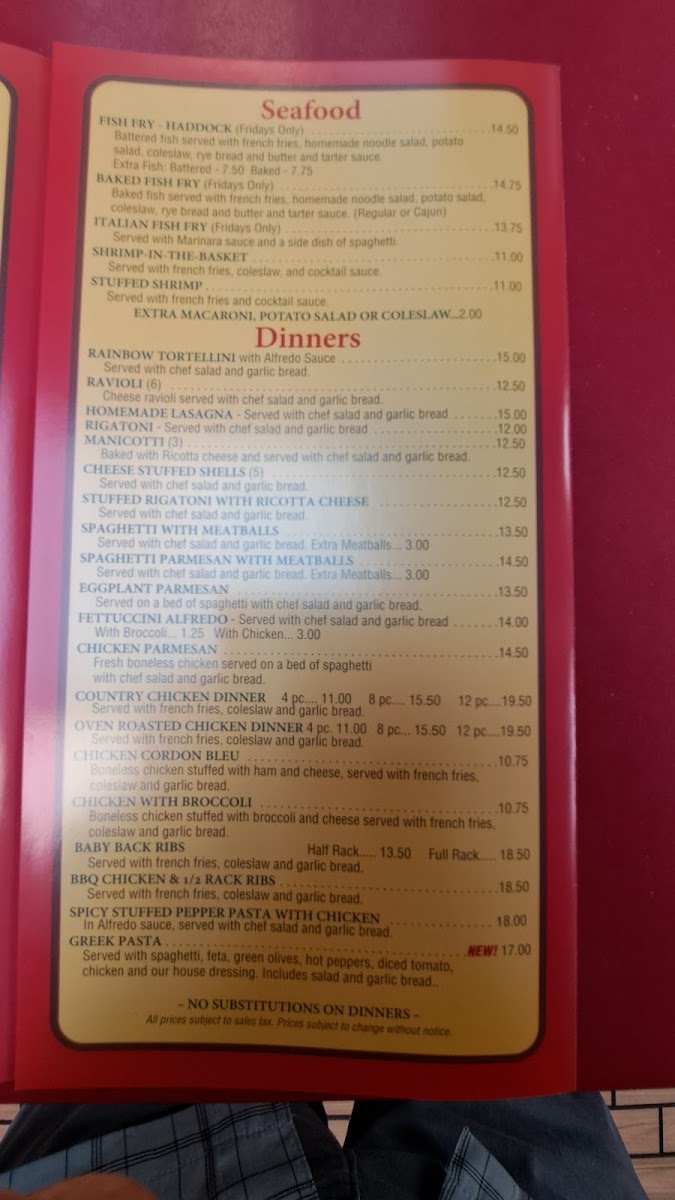 Seafood
FISH FRY - HADDOCK (Fridays Only) 14.50
Battered fish served with french fries, homemade noodle salad, potato
salad, coleslaw, rye bread and butter and tarter sauce.
Extra Fish: Battered - 7.50 Baked - 7.75
BAKED FISH FRY (Fridays Only) 14.75
Baked fish served with french fries, homemade noodle salad, potato salad,
coleslaw, rye bread and butter and tarter sauce. (Regular or Cajun)
ITALIAN FISH FRY (Fridays Only) 13.75
Served with Marinara sauce and a side dish of spaghetti.
SHRIMP-IN-THE-BASKET 11.00
Served with french fries, coleslaw, and cocktail sauce.
STUFFED SHRIMP 11.00
Served with french fries and cocktail sauce.
EXTRA MACARONI, POTATO SALAD OR COLESLAW...2.00
Dinners
RAINBOW TORTELLINI with Alfredo Sauce 15.00
Served with chef salad and garlic bread.
RAVIOLI (6) 12.50
Cheese ravioli served with chef salad and garlic bread.
HOMEMADE LASAGNA - Served with chef salad and garlic bread 15.00
RIGATONI - Served with chef salad and garlic bread 12.00
MANICOTTI (3) 12.50
Baked with Ricotta cheese and served with chef salad and garlic bread.
CHEESE STUFFED SHELLS (5) 12.50
Served with chef salad and garlic bread.
STUFFED RIGATONI WITH RICOTTA CHEESE 12.50
Served with chef salad and garlic bread
SPAGHETTI WITH MEATBALLS 13.50
Served with chef salad and garlic bread. Extra Meatballs... 3.00
SPAGHETTI PARMESAN WITH MEATBALLS 14.50
Served with chef salad and garlic bread. Extra Meatballs... 3.00
EGGPLANT PARMESAN 13.50
Served on a bed of spaghetti with chef salad and garlic bread.
FETTUCCINI ALFREDO - Served with chef salad and garlic bread 14.00
With Broccoli... 1.25 With Chicken... 3.00
CHICKEN PARMESAN 14.50
Fresh boneless chicken served on a bed of spaghetti
with chef salad and garlic bread.
COUNTRY CHICKEN DINNER 4 pc.... 11.00 8 pc.... 15.50 12 pc....19.50
Served with french fries, coleslaw and garlic bread.
OVEN ROASTED CHICKEN DINNER 4 pc. 11.00 8 pc... 15.50 12 pc....19.50
Served with french fries, coleslaw and garlic bread.
CHICKEN CORDON BLEU 10.75
Boneless chicken stuffed with ham and cheese, served with french fries,
coleslaw and garlic bread.
CHICKEN WITH BROCCOLI 10.75
Boneless chicken stuffed with broccoli and cheese served with french fries,
coleslaw and garlic bread.
BABY BACK RIBS Half Rack..... 13.50 Full Rack..... 18.50
Served with french fries, coleslaw and garlic bread.
BBQ CHICKEN & 1/2 RACK RIBS 18.50
Served with french fries, coleslaw and garlic bread.
SPICY STUFFED PEPPER PASTA WITH CHICKEN 18.00
In Alfredo sauce, served with chef salad and garlic bread.
GREEK PASTA NEW! 17.00
Served with spaghetti, feta, green olives, hot peppers, diced tomato,
chicken and our house dressing. Includes salad and garlic bread..
– NO SUBSTITUTIONS ON DINNERS –
All prices subject to sales tax. Prices subject to change without notice.